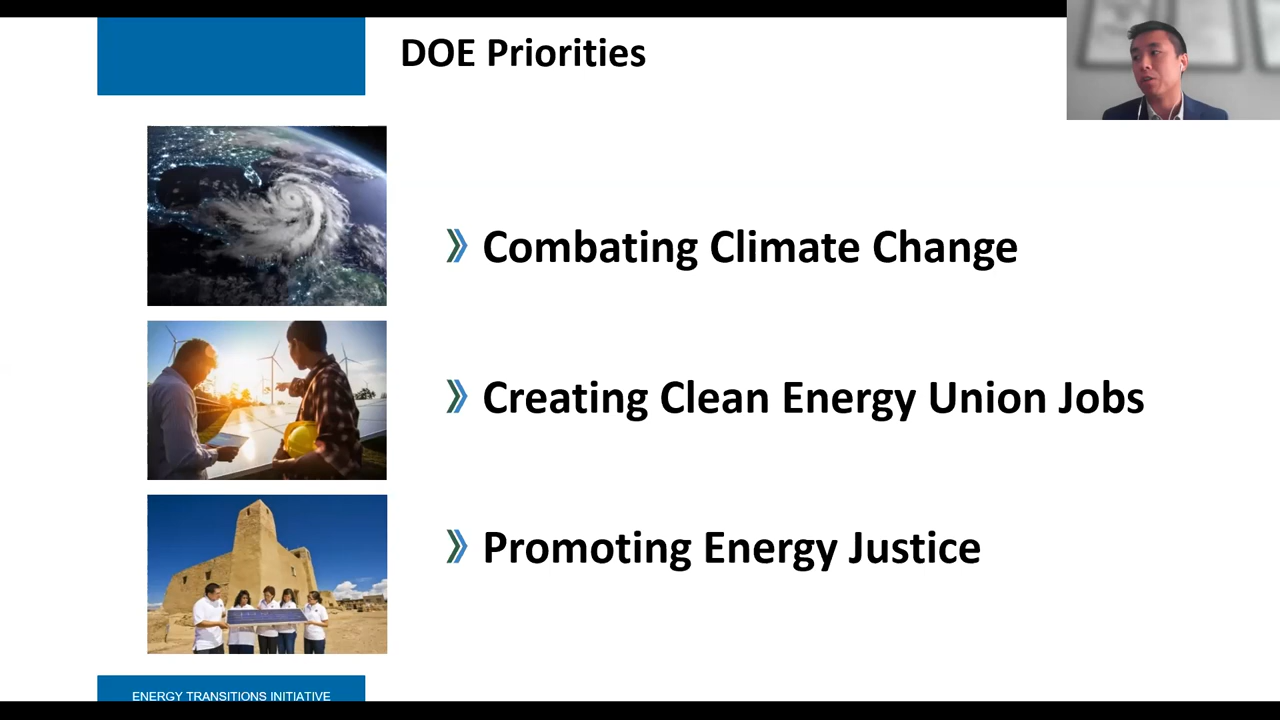 DOE Priorities
Combating Climate Change
Creating Clean Energy Union Jobs
Promoting Energy Justice
ENERGY TRANSITIONS INITIATIVE